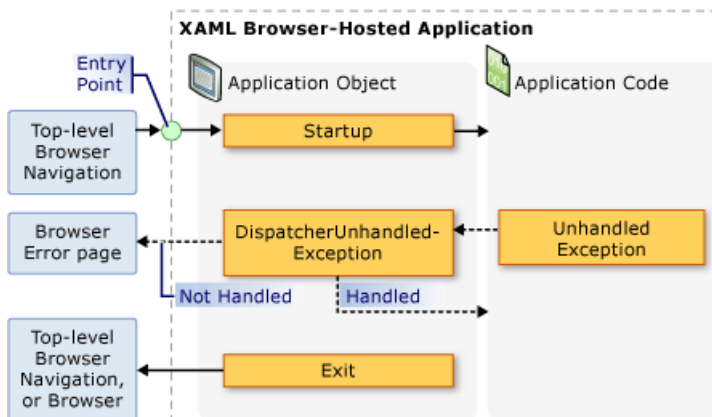 XAML Browser-Hosted Application
Entry
Point
Application Object
Application Code
Top-level
Browser
Navigation
Startup
Browser
Error page
DispatcherUnhandled-
Exception
Unhandled
Exception
Not Handled
Handled
Top-level
Browser
Navigation,
or Browser
Exit